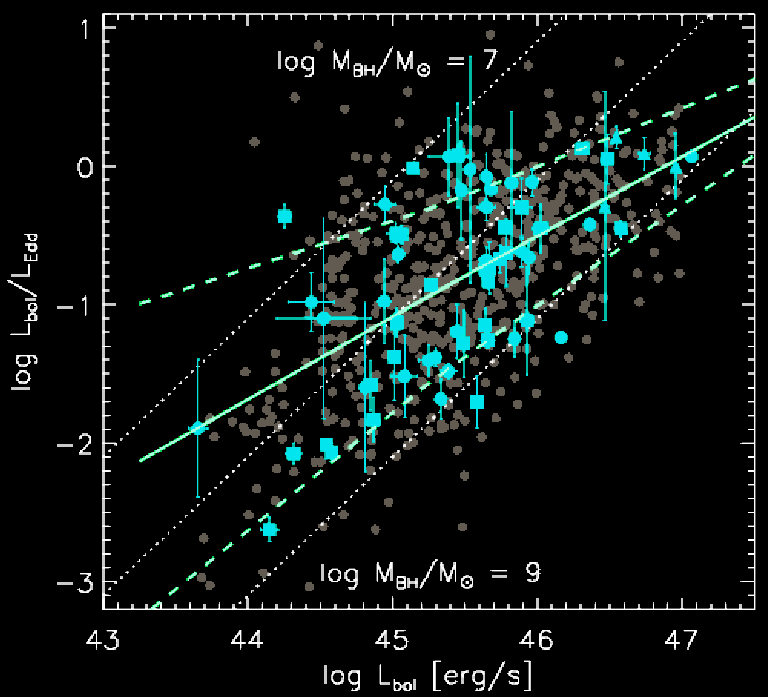 1
log M_BH/M_⊙ = 7
0
log L_bol/L_Edd
−1
−2
log M_BH/M_⊙ = 9
−3
43 44 45 46 47
log L_bol [erg/s]